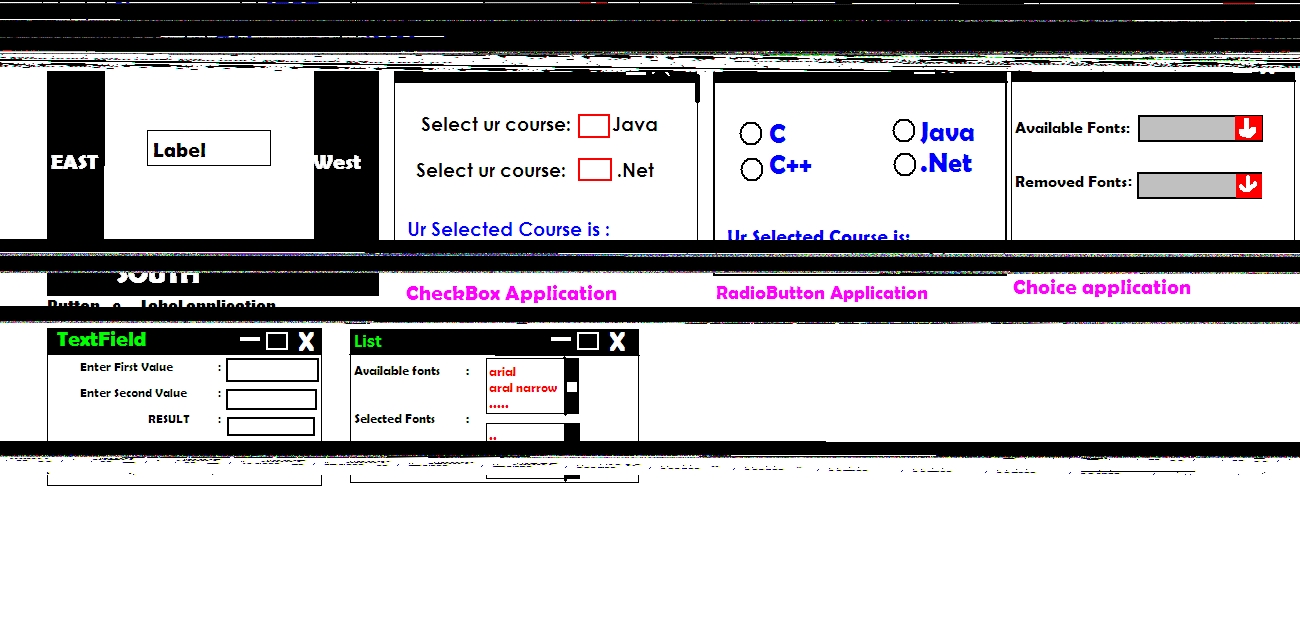 EAST
Label
West
SOUTH
Button & Label application
Select ur course: Java
Select ur course: .Net
Ur Selected Course is :
CheckBox Application
C
Java
C++
.Net
Ur Selected Course is:
RadioButton Application
Available Fonts:
Removed Fonts:
Choice application
TextField
X
Enter First Value :
Enter Second Value :
RESULT :
List
X
Available fonts :
arial
aral narrow
.....
Selected Fonts :
..